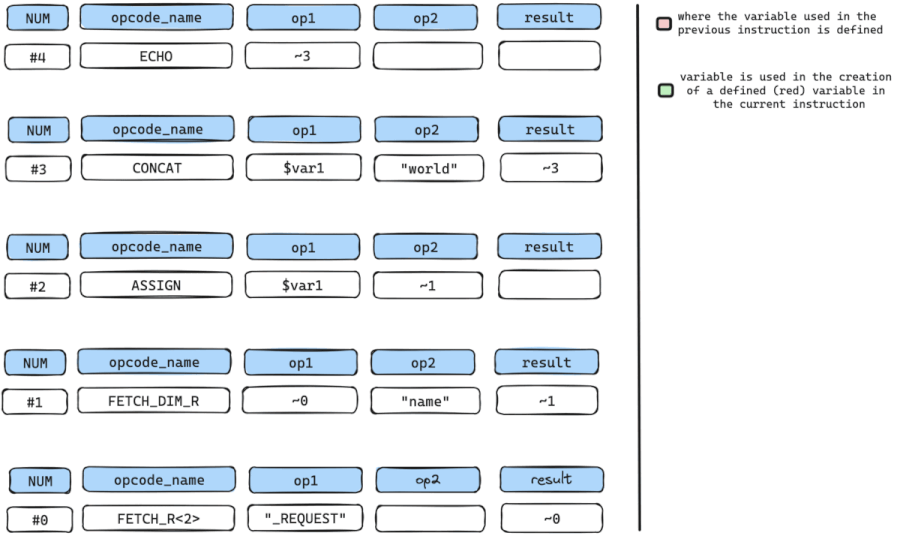 NUM opcode_name op1 op2 result
#4 ECHO ~3
NUM opcode_name op1 op2 result
#3 CONCAT $var1 "world" ~3
NUM opcode_name op1 op2 result
#2 ASSIGN $var1 ~1
NUM opcode_name op1 op2 result
#1 FETCH_DIM_R ~0 "name" ~1
NUM opcode_name op1 op2 result
#0 FETCH_R<2> "_REQUEST" ~0
where the variable used in the
previous instruction is defined
variable is used in the creation
of a defined (red) variable in
the current instruction